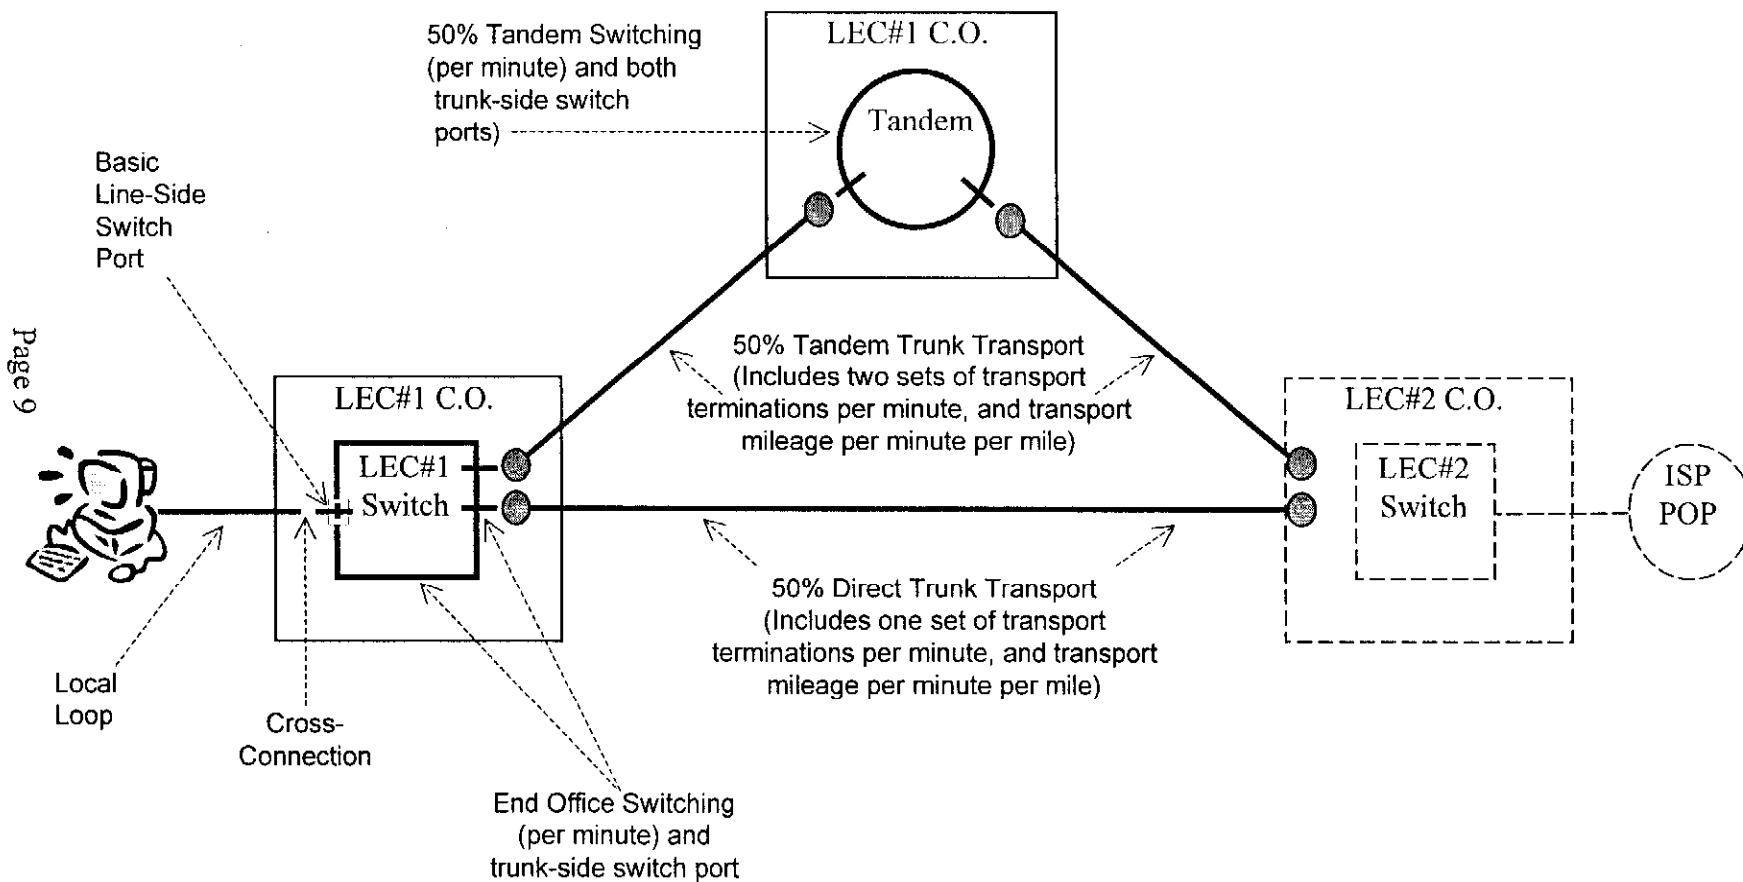 50% Tandem Switching
(per minute) and both
trunk-side switch
ports)
LEC#1 C.O.
Tandem
Basic
Line-Side
Switch
Port
Page 9
50% Tandem Trunk Transport
(Includes two sets of transport
terminations per minute, and transport
mileage per minute per mile)
LEC#1 C.O.
LEC#1
Switch
LEC#2 C.O.
LEC#2
Switch
ISP
POP
50% Direct Trunk Transport
(Includes one set of transport
terminations per minute, and transport
mileage per minute per mile)
Local
Loop
Cross-
Connection
End Office Switching
(per minute) and
trunk-side switch port